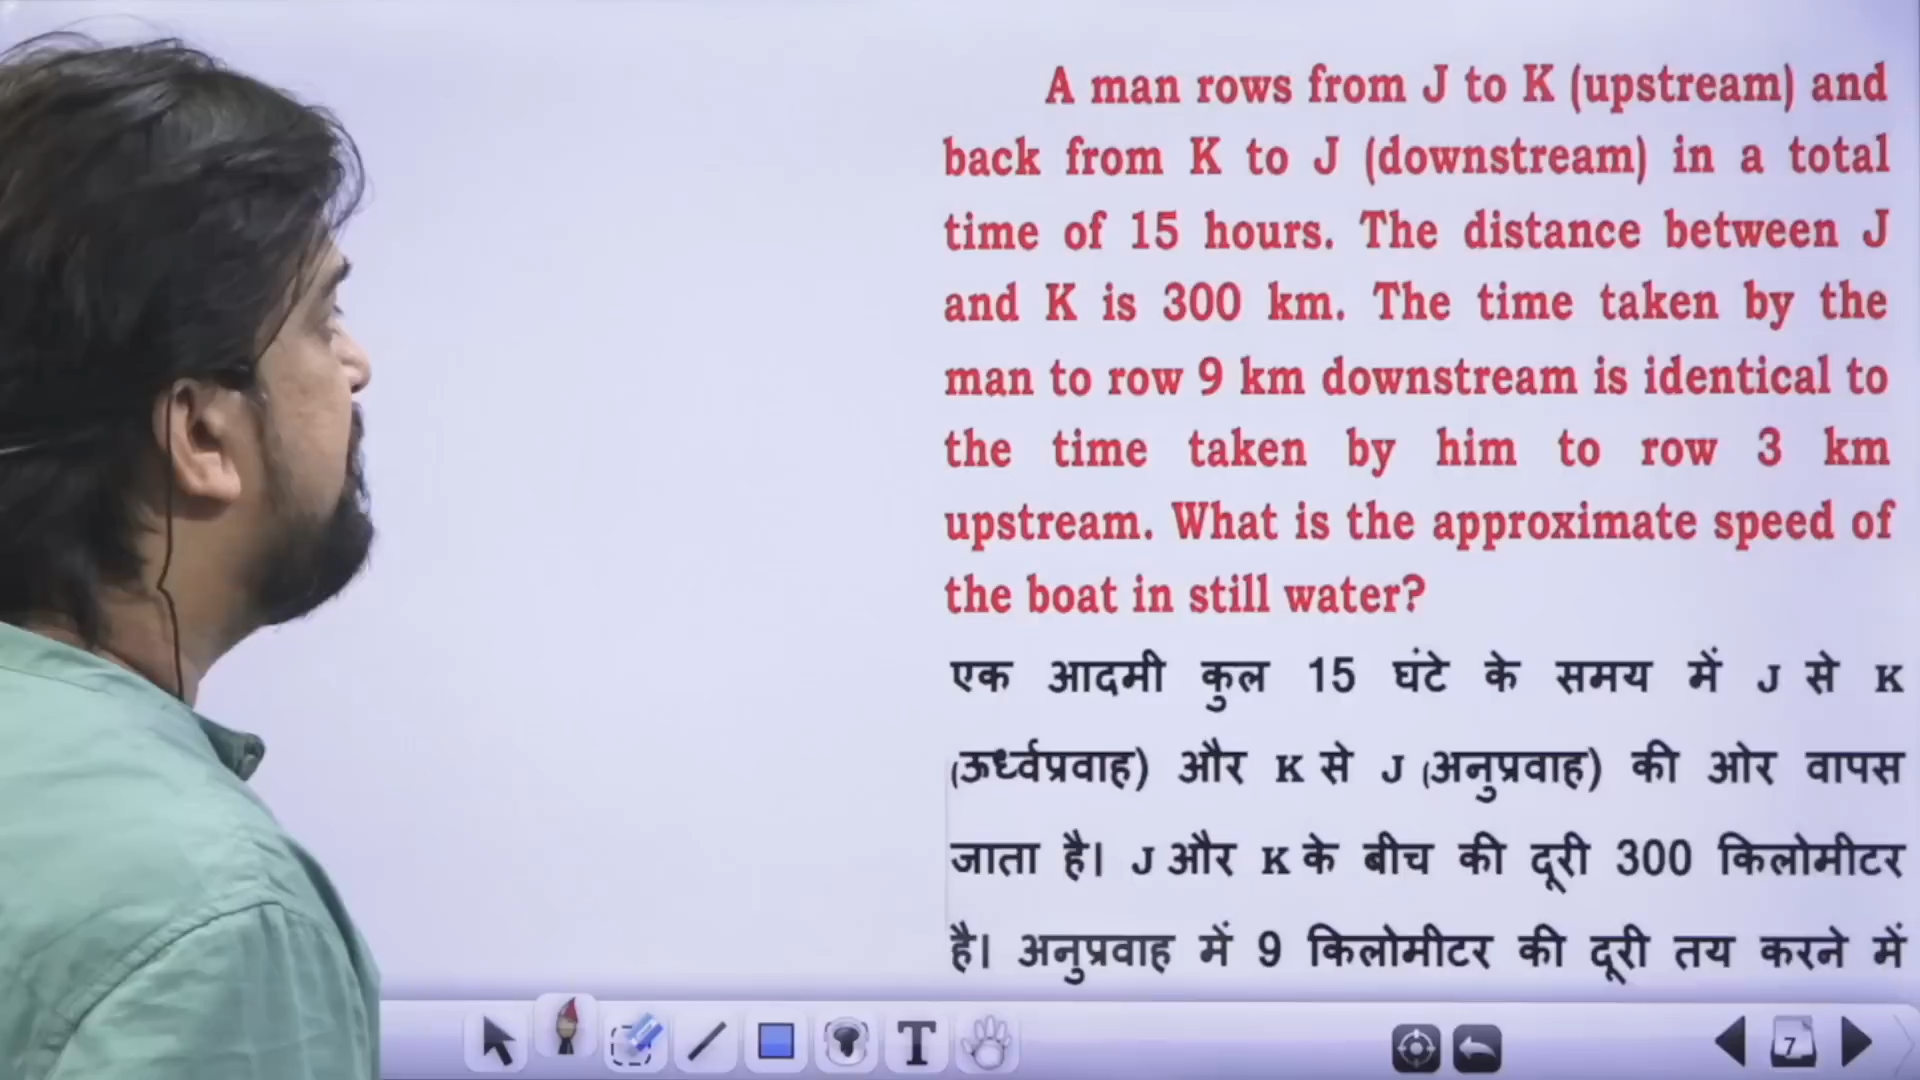 A man rows from J to K (upstream) and
back from K to J (downstream) in a total
time of 15 hours. The distance between J
and K is 300 km. The time taken by the
man to row 9 km downstream is identical to
the time taken by him to row 3 km
upstream. What is the approximate speed of
the boat in still water?
एक आदमी कुल 15 घंटे के समय में J से K
(ऊर्ध्वप्रवाह) और K से J (अनुप्रवाह) की ओर वापस
जाता है। J और K के बीच की दूरी 300 किलोमीटर
है। अनुप्रवाह में 9 किलोमीटर की दूरी तय करने में
T
7